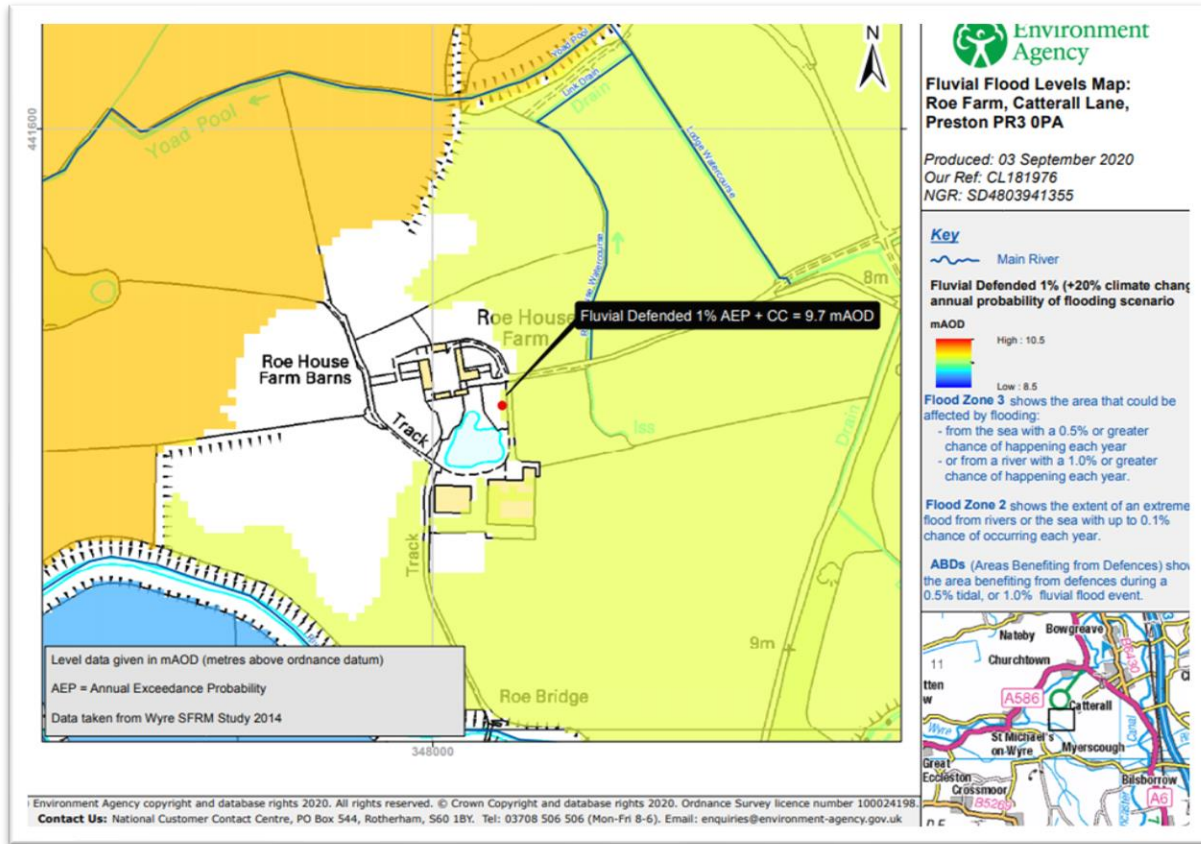 Environment
Agency
Fluvial Flood Levels Map:
Roe Farm, Catterall Lane,
Preston PR3 0PA
Produced: 03 September 2020
Our Ref: CL181976
NGR: SD4803941355
Key
Main River
Fluvial Defended 1% (+20% climate chang
annual probability of flooding scenario
mAOD
High : 10.5
Low : 8.5
Flood Zone 3 shows the area that could be
affected by flooding:
- from the sea with a 0.5% or greater
chance of happening each year
- or from a river with a 1.0% or greater
chance of happening each year.
Flood Zone 2 shows the extent of an extreme
flood from rivers or the sea with up to 0.1%
chance of occurring each year.
ABDs (Areas Benefiting from Defences) show
the area benefiting from defences during a
0.5% tidal, or 1.0% fluvial flood event.
N
441600
Yoad Pool
Yoad Pool
Link Drain
Drain
Lodge Watercourse
Watercourse
8m
Fluvial Defended 1% AEP + CC = 9.7 mAOD
Roe House
Farm
Roe House
Farm Barns
Track
Iss
Drain
Track
9m
Roe Bridge
Level data given in mAOD (metres above ordnance datum)
AEP = Annual Exceedance Probability
Data taken from Wyre SFRM Study 2014
348000
Nateby
Bowgreave
B6430
11
Churchtown
tten
w
A586
Catterall
Wyre
St Michael's
on-Wyre
Myerscough
Canal
Great
Eccleston
Crossmoor
B5269
Bilsborrow
Lancaster
A6
7
Environment Agency copyright and database rights 2020. All rights reserved. © Crown Copyright and database rights 2020. Ordnance Survey licence number 100024198.
Contact Us: National Customer Contact Centre, PO Box 544, Rotherham, S60 1BY. Tel: 03708 506 506 (Mon-Fri 8-6). Email: enquiries@environment-agency.gov.uk